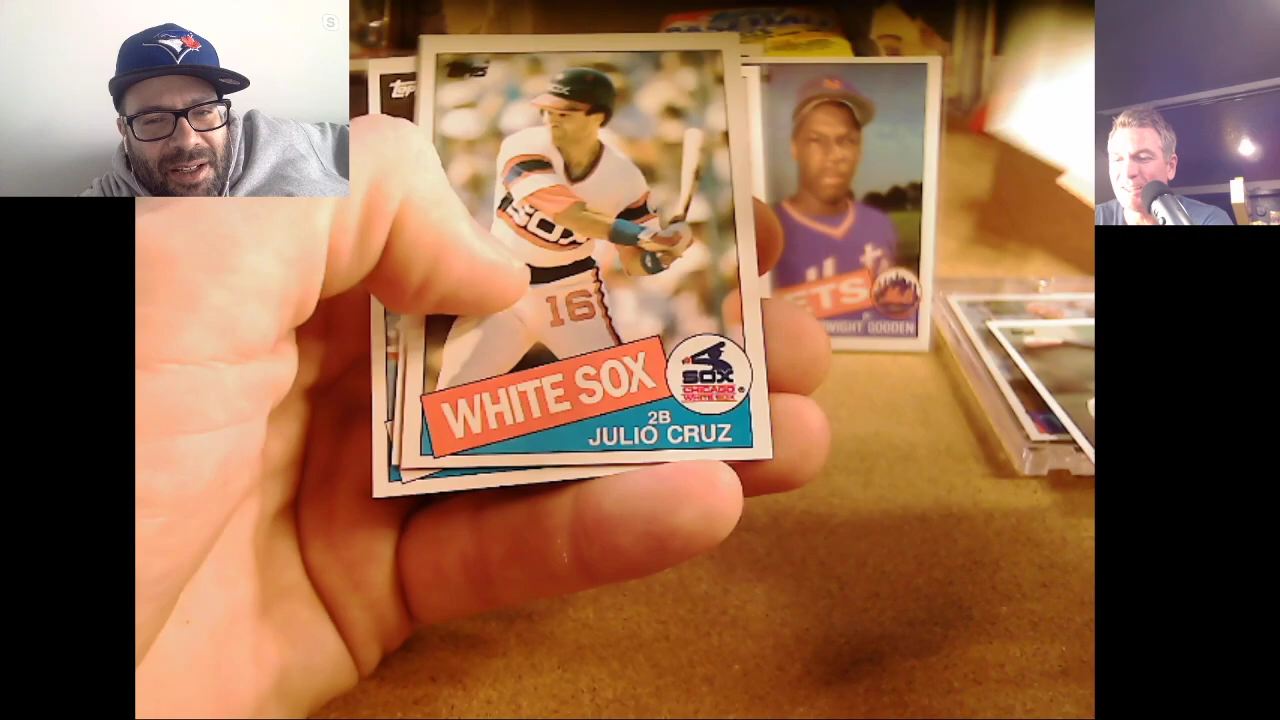 S
Topps
SOX
16
WHITE SOX
SOX
CHICAGO
WHITE SOX
®
2B
JULIO CRUZ
METS
P
DWIGHT GOODEN